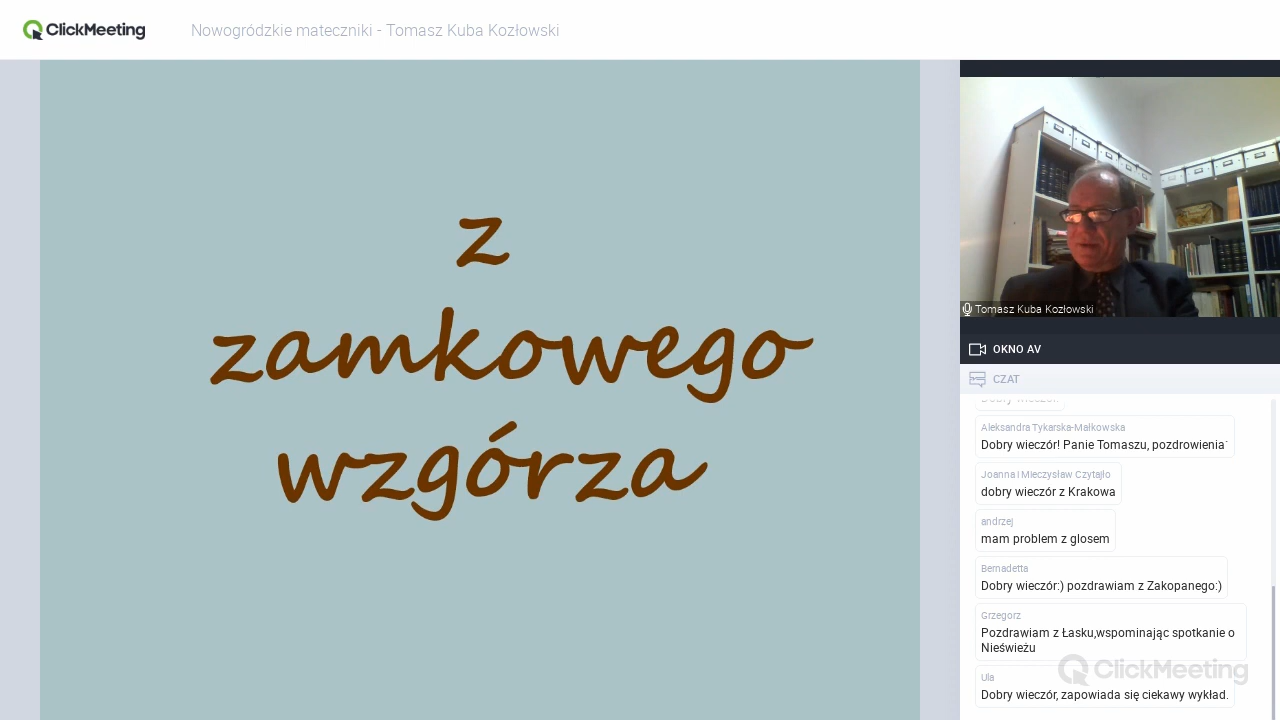 ClickMeeting
Nowogródzkie mateczniki - Tomasz Kuba Kozłowski
z
zamkowego
wzgórza
Tomasz Kuba Kozłowski
OKNO AV
CZAT
Dobry wieczór!
Aleksandra Tykarska-Małkowska
Dobry wieczór! Panie Tomaszu, pozdrowienia
Joanna i Mieczysław Czytajło
dobry wieczór z Krakowa
andrzej
mam problem z glosem
Bernadetta
Dobry wieczór:) pozdrawiam z Zakopanego:)
Grzegorz
Pozdrawiam z Łasku,wspominając spotkanie o
Nieświeżu
ClickMeeting
Ula
Dobry wieczór, zapowiada się ciekawy wykład.